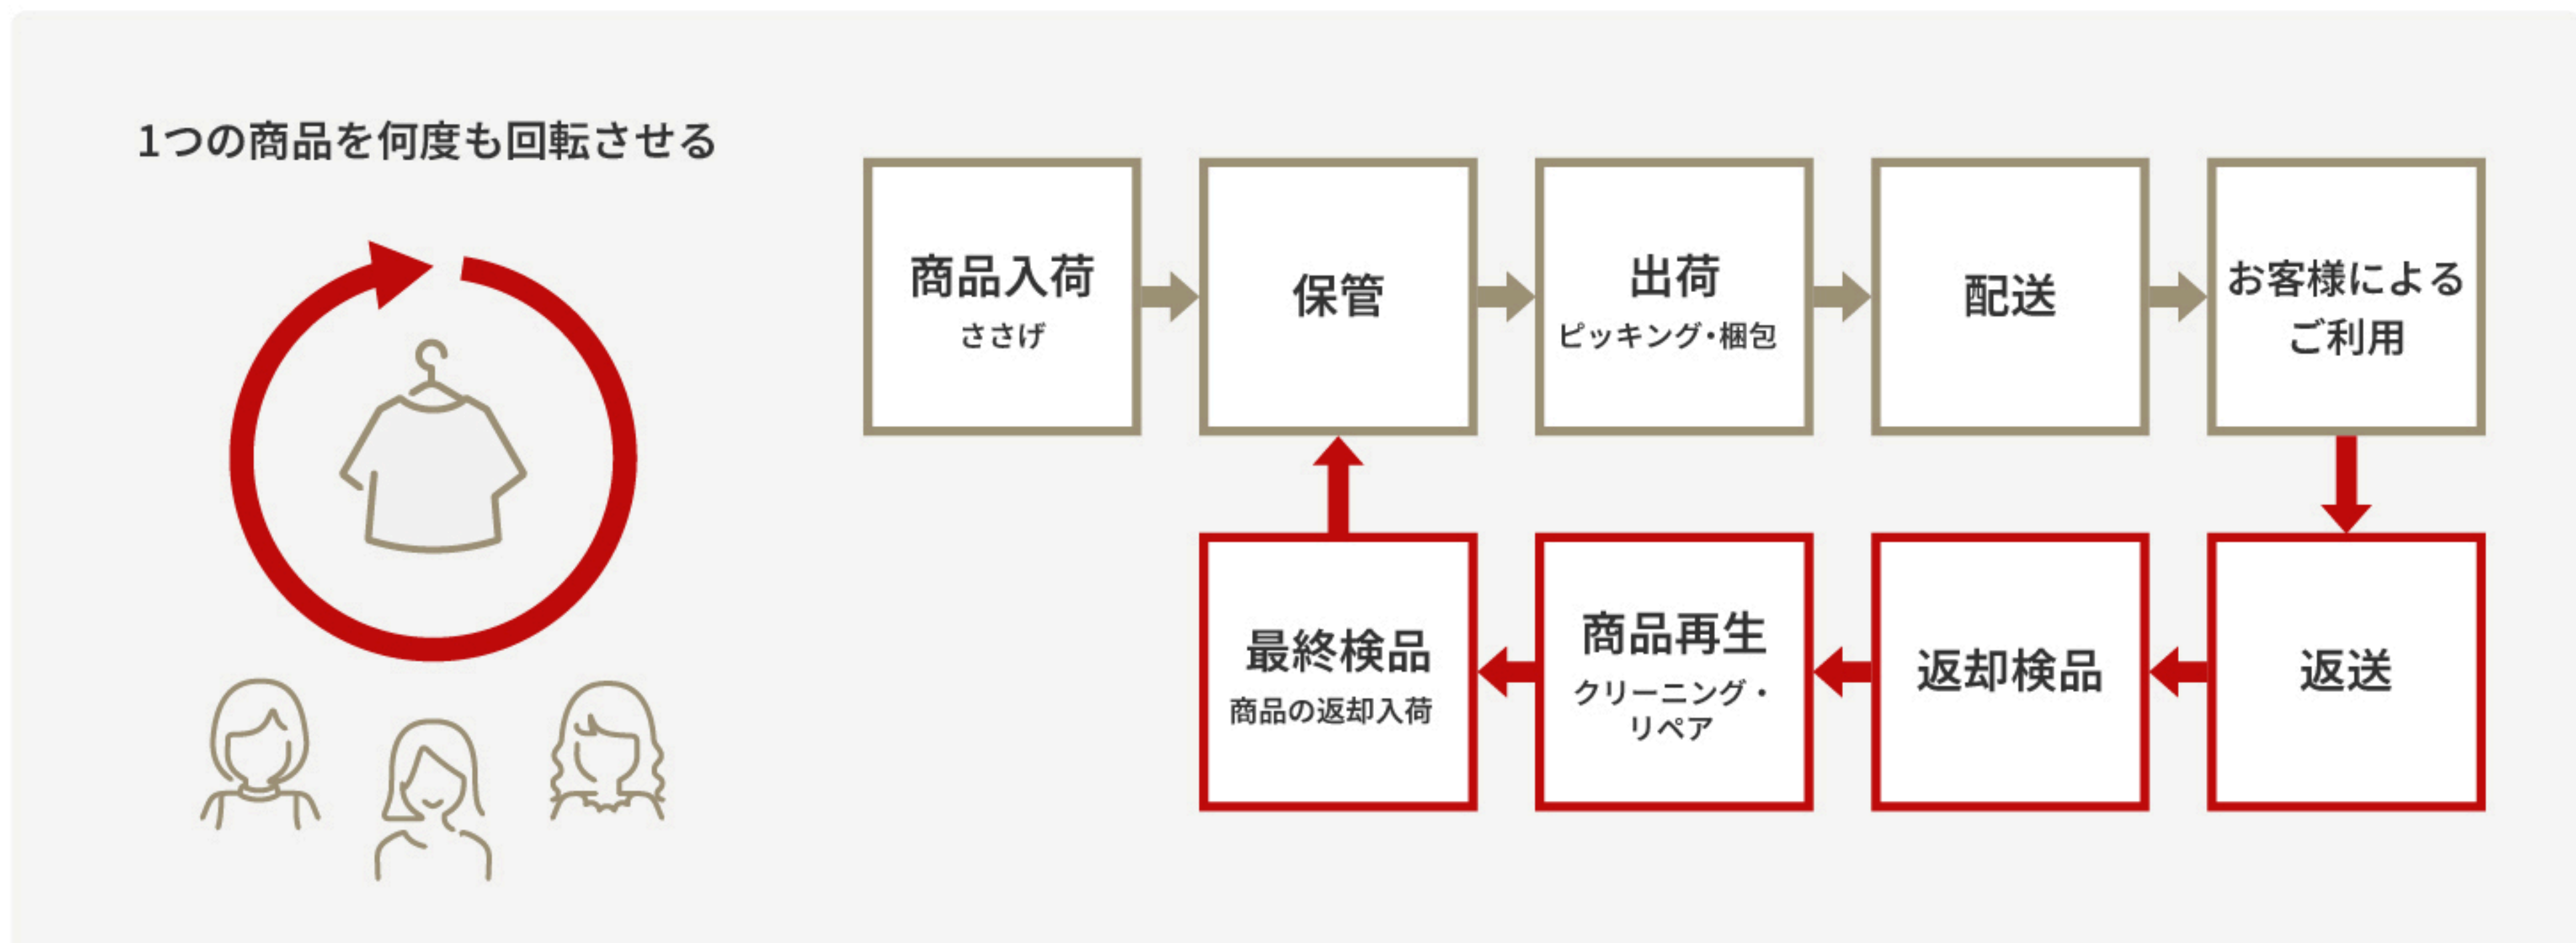 1つの商品を何度も回転させる
商品入荷
ささげ
保管
出荷
ピッキング・梱包
配送
お客様による
ご利用
最終検品
商品の返却入荷
商品再生
クリーニング・
リペア
返却検品
返送